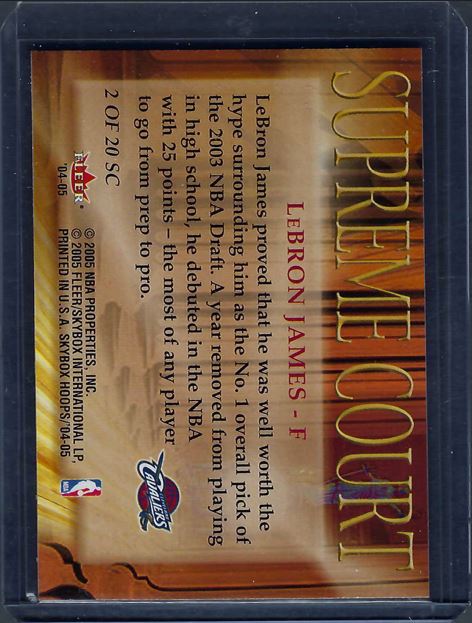 SUPREME COURT
LEBRON JAMES - F
LeBron James proved that he was well worth the
hype surrounding him as the No. 1 overall pick of
the 2003 NBA Draft. A year removed from playing
in high school, he debuted in the NBA
with 25 points – the most of any player
to go from prep to pro.
2 OF 20 SC
CAVALIERS
FLEER®
'04-05
© 2005 NBA PROPERTIES, INC.
© 2005 FLEER/SKYBOX INTERNATIONAL LP,
PRINTED IN U.S.A. SKYBOX HOOPS/'04-05
NBA